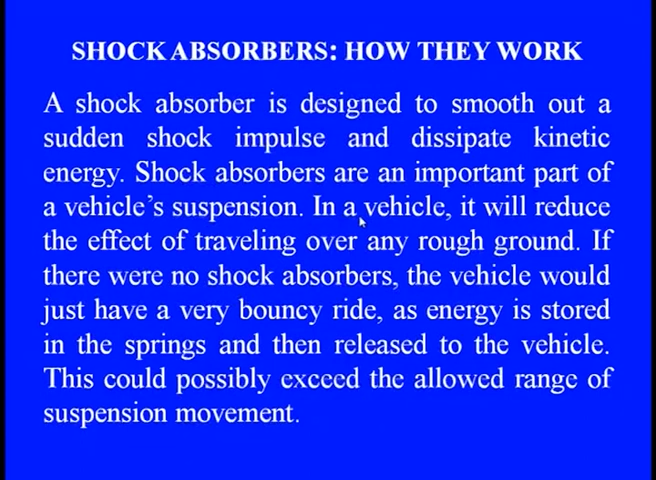 SHOCK ABSORBERS: HOW THEY WORK
A shock absorber is designed to smooth out a
sudden shock impulse and dissipate kinetic
energy. Shock absorbers are an important part of
a vehicle's suspension. In a vehicle, it will reduce
the effect of traveling over any rough ground. If
there were no shock absorbers, the vehicle would
just have a very bouncy ride, as energy is stored
in the springs and then released to the vehicle.
This could possibly exceed the allowed range of
suspension movement.